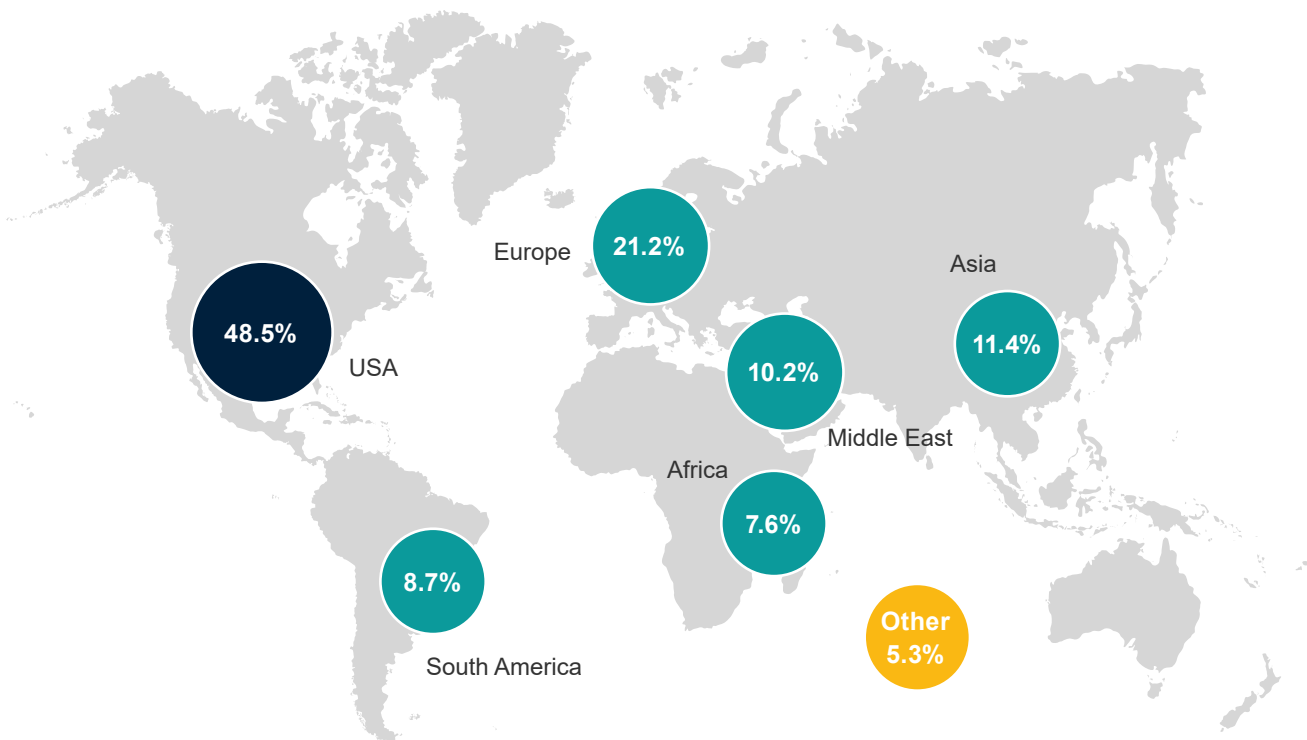 Europe
21.2%
Asia
48.5%
USA
11.4%
10.2%
Middle East
Africa
7.6%
8.7%
South America
Other
5.3%